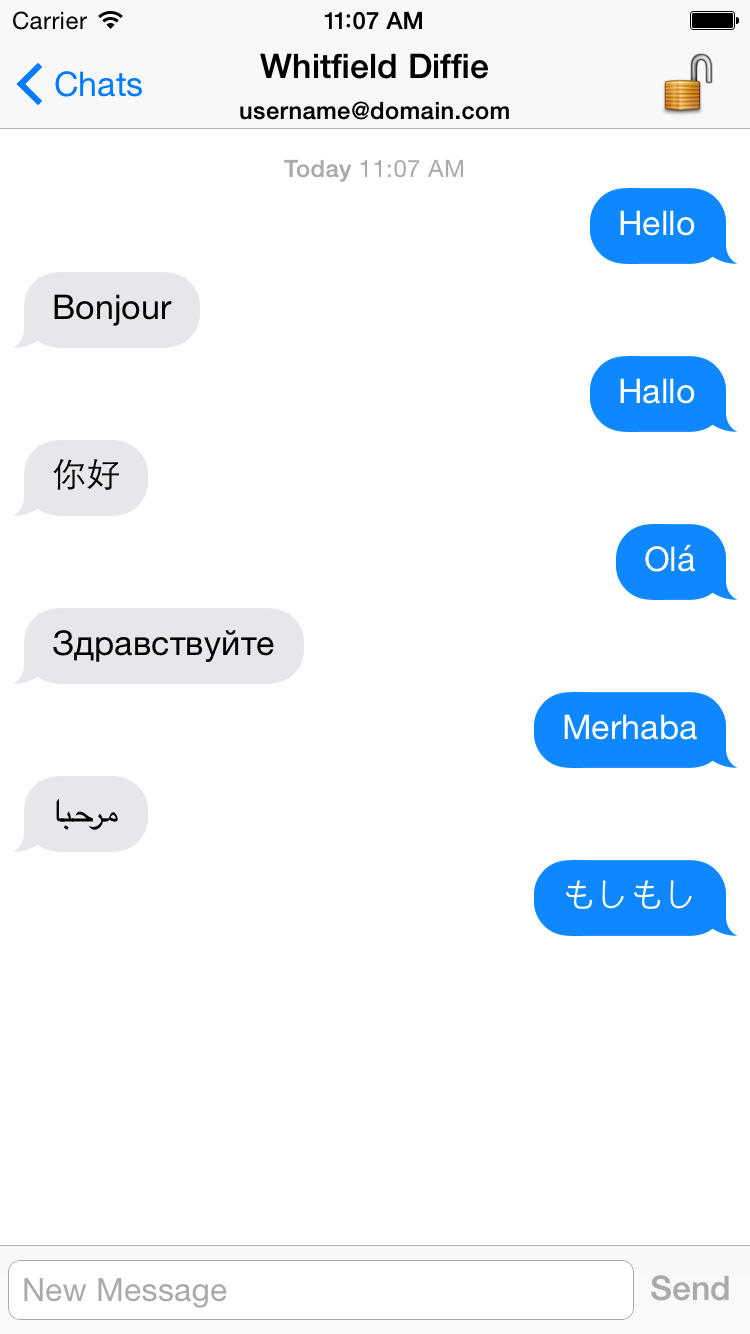 Carrier 11:07 AM
Whitfield Diffie
Chats
username@domain.com
Today 11:07 AM
Hello
Bonjour
Hallo
你好
Olá
Здравствуйте
Merhaba
مرحبا
もしもし
New Message Send